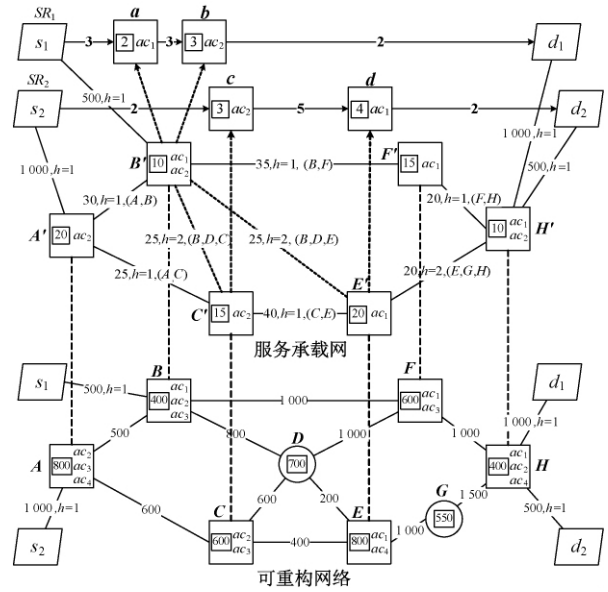 SR₁
a
b
s₁
3
2 ac₁
3
3 ac₂
2
d₁
SR₂
c
d
500,h=1
s₂
2
3 ac₂
5
4 ac₁
2
d₂
1 000,h=1
500,h=1
B'
10 ac₁ ac₂
35,h=1, (B,F)
F'
15 ac₁
1 000,h=1
30,h=1,(A,B)
20,h=1,(F,H)
A'
20 ac₂
25,h=2,(B,D,C)
25,h=2, (B,D,E)
10 ac₁ ac₂
H'
25,h=1,(A,C)
20,h=2,(E,G,H)
C'
15 ac₂
40,h=1,(C,E)
E'
20 ac₁
服务承载网
s₁
500,h=1
B
400 ac₁ ac₂ ac₃
1 000
F
600 ac₁ ac₃
d₁
1 000,h=1
500
800
D
700
1 000
1 000
A
800 ac₂ ac₃ ac₄
400 ac₁ ac₂ ac₄
H
1 000,h=1
600
600
200
G
550
1 500
500,h=1
C
600 ac₂ ac₃
400
E
800 ac₁ ac₄
1 000
s₂
d₂
可重构网络